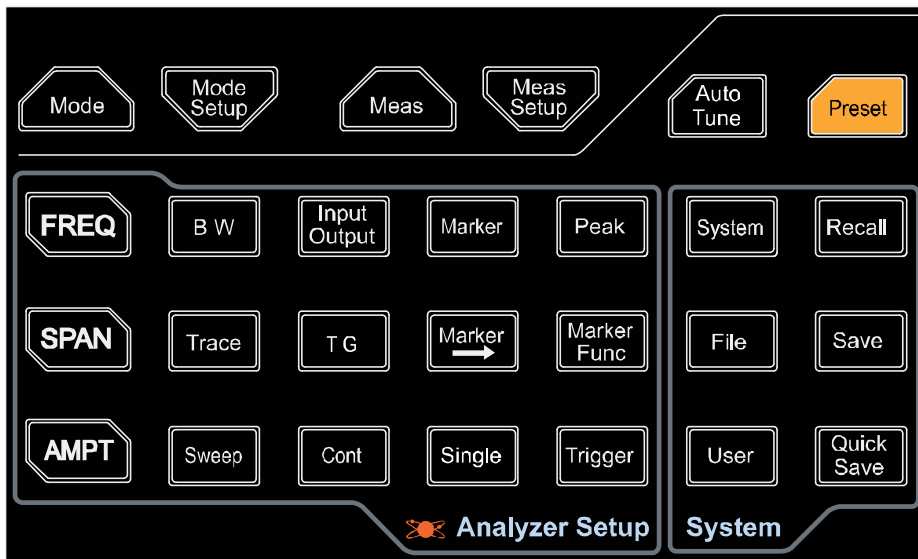 Mode
Mode
Setup
Meas
Meas
Setup
Auto
Tune
Preset
FREQ
B W
Input
Output
Marker
Peak
System
Recall
SPAN
Trace
T G
Marker
Marker
Func
File
Save
AMPT
Sweep
Cont
Single
Trigger
User
Quick
Save
Analyzer Setup
System